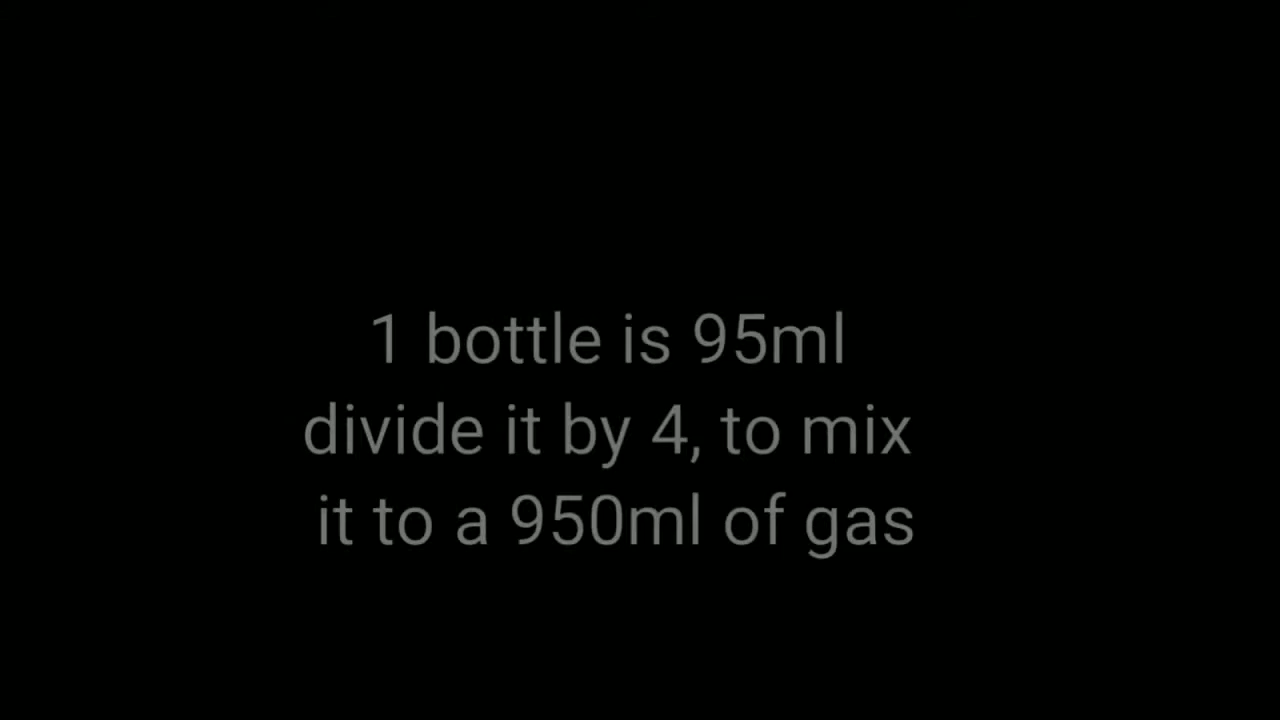 1 bottle is 95ml
divide it by 4, to mix
it to a 950ml of gas